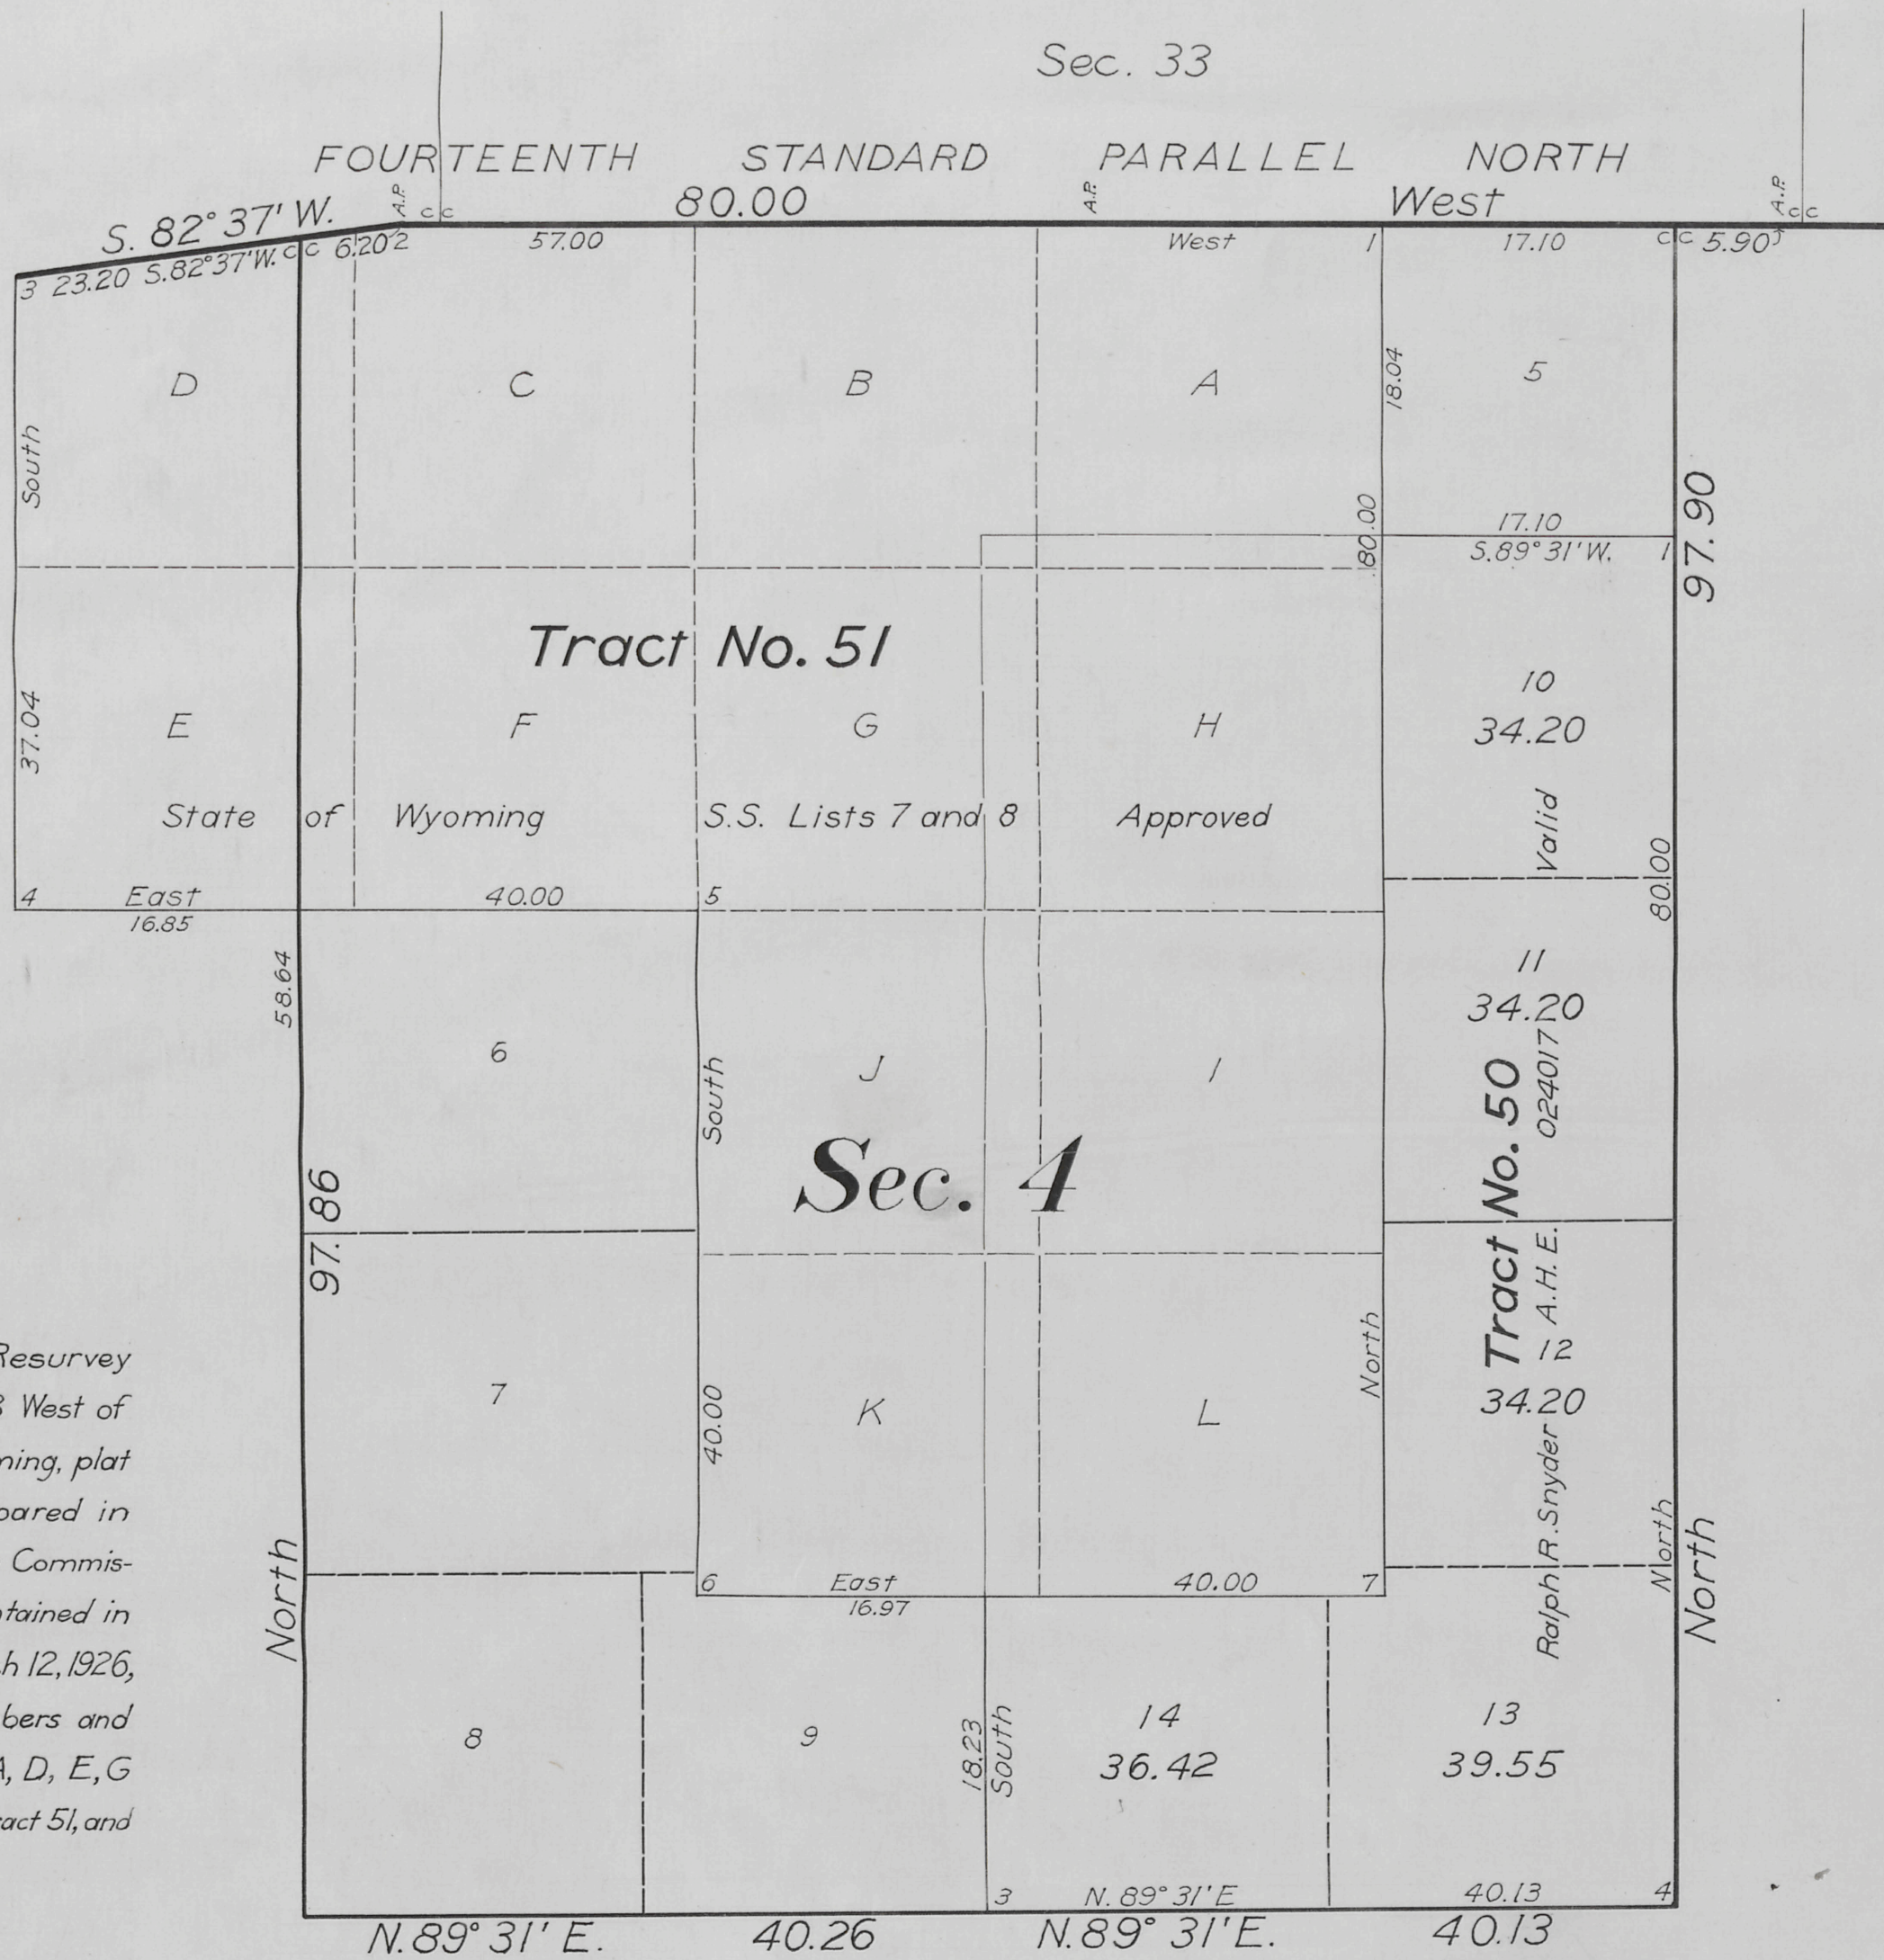 Sec. 33
FOURTEENTH STANDARD PARALLEL NORTH
S. 82° 37' W. A.P. C C 80.00 A.P. West A.P. C C
3 23.20 S.82°37'W. C C 6.20 2 57.00 West 1 17.10 C C 5.90
D C B A 18.04 5
South
80.00
17.10
S.89°31'W. 1
97.90
Tract No. 51
10
34.20
37.04
E F G H
State of Wyoming S.S. Lists 7 and 8 Approved
Valid
80.00
4 East 40.00 5
16.85
58.64
11
34.20
6 J I
South
Tract No. 50
024017
Sec. 4
97.86
A.H.E.
12
34.20
North
7 K L
40.00
Ralph R. Snyder
North
North
North
6 East 40.00 7
16.97
8 9
18.23
South
14
36.42
13
39.55
3 N. 89° 31' E 40.13 4
N. 89° 31' E. 40.26 N. 89° 31' E. 40.13
Resurvey
West of
ming, plat
pared in
Commis-
tained in
h 12, 1926,
bers and
A, D, E, G
act 51, and